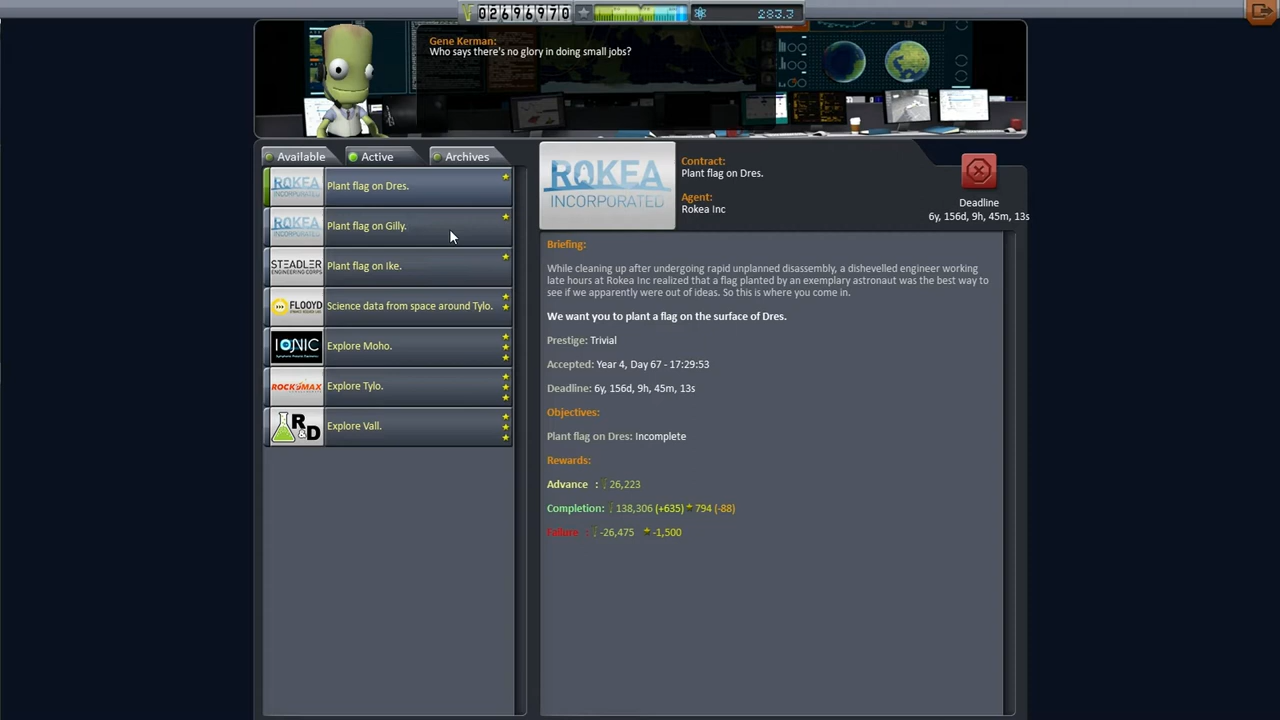 02696970
283.3
Gene Kerman:
Who says there's no glory in doing small jobs?
Available
Active
Archives
ROKEA
INCORPORATED
Plant flag on Dres.
ROKEA
INCORPORATED
Plant flag on Gilly.
STEADLER
ENGINEERING CORPS
Plant flag on Ike.
FLOOYD
Science data from space around Tylo.
IONIC
Explore Moho.
ROCKOMAX
Explore Tylo.
R&D
Explore Vall.
ROKEA
INCORPORATED
Contract:
Plant flag on Dres.
Agent:
Rokea Inc
Deadline
6y, 156d, 9h, 45m, 13s
Briefing:
While cleaning up after undergoing rapid unplanned disassembly, a dishevelled engineer working
late hours at Rokea Inc realized that a flag planted by an exemplary astronaut was the best way to
see if we apparently were out of ideas. So this is where you come in.
We want you to plant a flag on the surface of Dres.
Prestige: Trivial
Accepted: Year 4, Day 67 - 17:29:53
Deadline: 6y, 156d, 9h, 45m, 13s
Objectives:
Plant flag on Dres: Incomplete
Rewards:
Advance : 26,223
Completion: 138,306 (+635) 794 (-88)
Failure : -26,475 -1,500